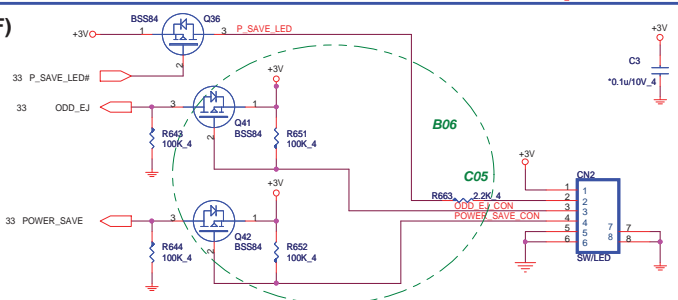 F)
BSS84 Q36
+3V 1 3 P_SAVE_LED
2
33 P_SAVE_LED#
+3V
C3
*0.1u/10V_4
+3V
33 ODD_EJ 3 1
Q41
BSS84
2
R643
100K_4
R651
100K_4
B06
C05
+3V
CN2
R663 2.2K_4
ODD_EJ_CON
POWER_SAVE_CON
1 1
2 2
3 3
4 4
5 5 7 7
6 6 8 8
SW/LED
+3V
33 POWER_SAVE 3 1
Q42
BSS84
2
R644
100K_4
R652
100K_4